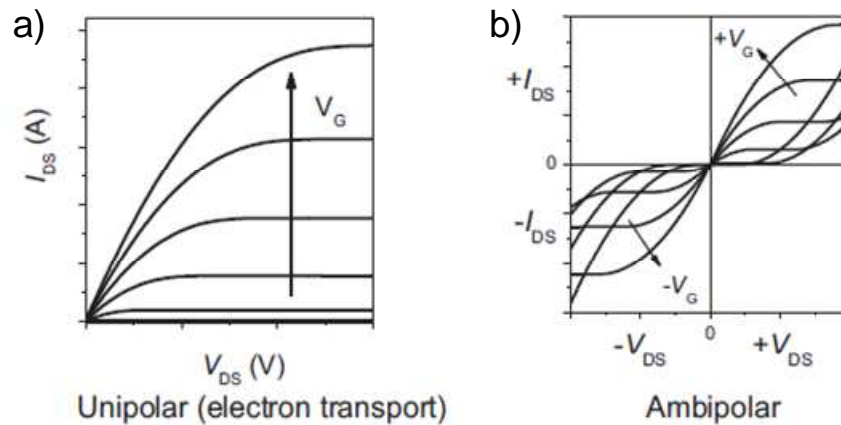 a)
I_DS (A)
V_G
V_DS (V)
Unipolar (electron transport)
b)
+V_G
+I_DS
0
-I_DS
-V_G
0
-V_DS
+V_DS
Ambipolar